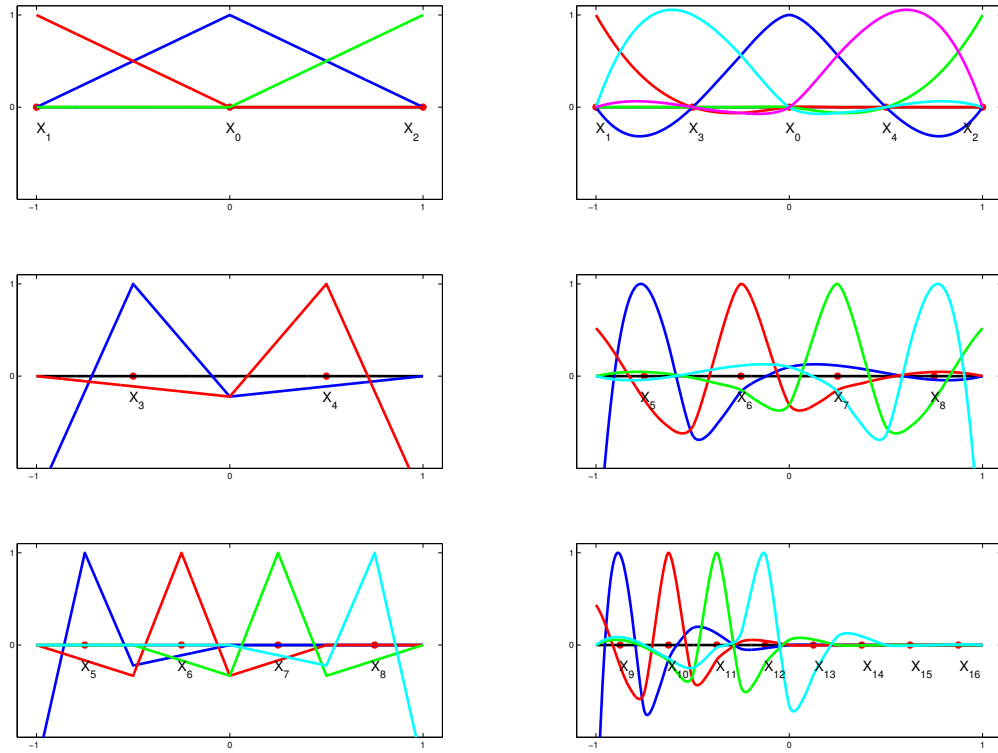 1
0
X₁ X₀ X₂
−1 0 1
1
0
X₁ X₃ X₀ X₄ X₂
−1 0 1
1
0
X₃ X₄
−1 0 1
1
0
X₅ X₆ X₇ X₈
−1 0 1
1
0
X₅ X₆ X₇ X₈
−1 0 1
1
0
X₉ X₁₀ X₁₁ X₁₂ X₁₃ X₁₄ X₁₅ X₁₆
−1 0 1